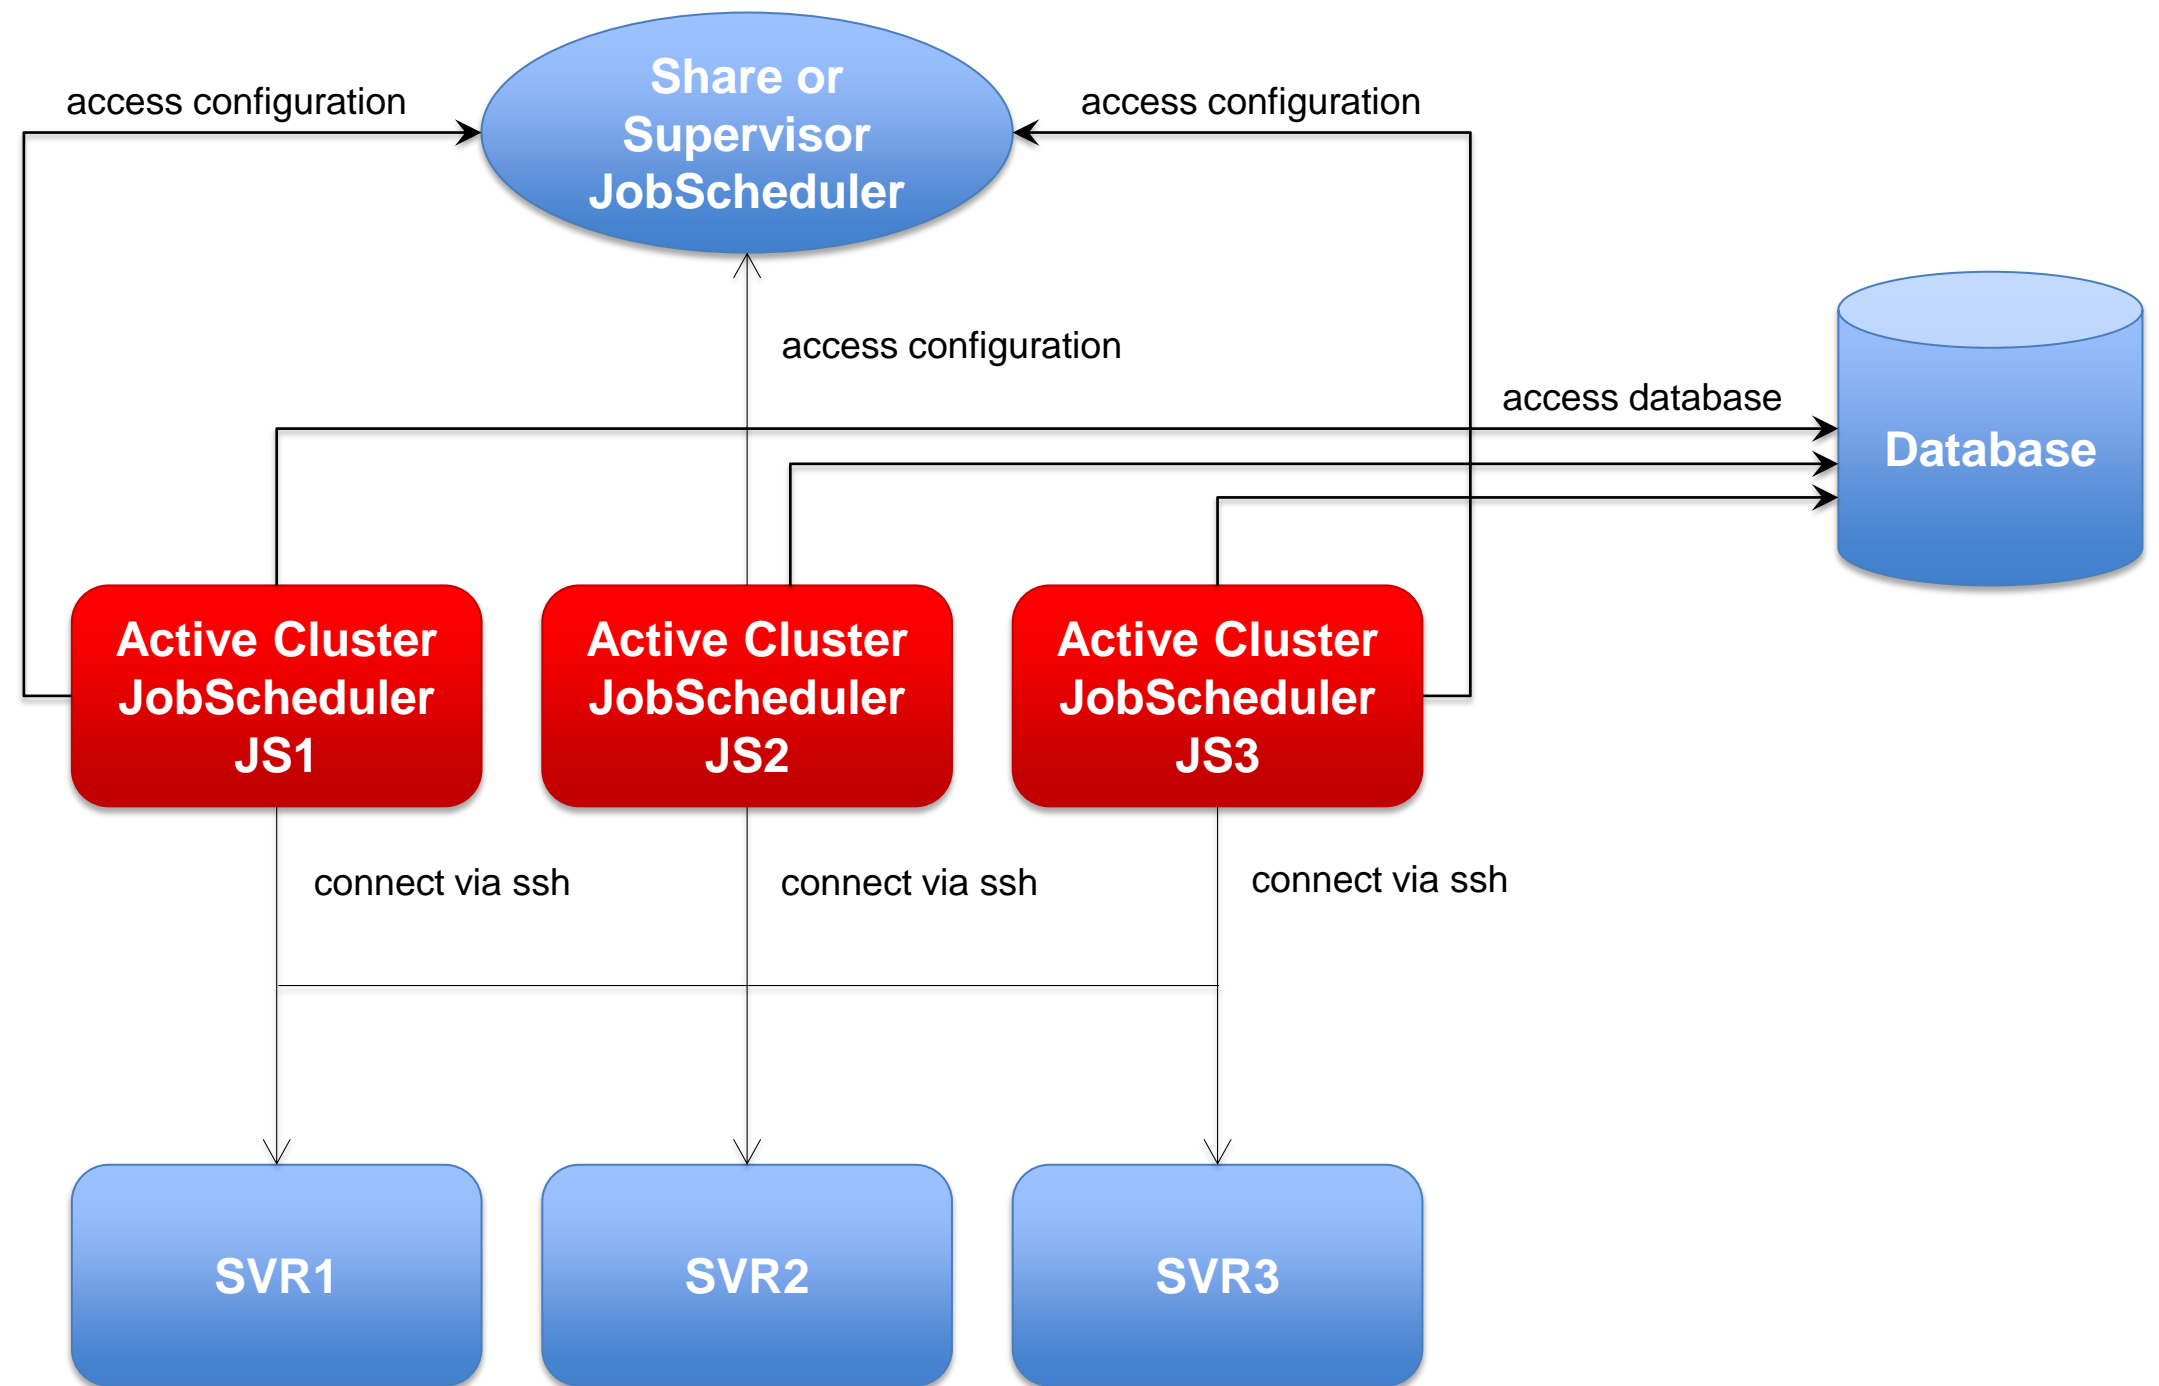 Share or
Supervisor
JobScheduler
access configuration
access configuration
access configuration
access database
Database
Active Cluster
JobScheduler
JS1
Active Cluster
JobScheduler
JS2
Active Cluster
JobScheduler
JS3
connect via ssh
connect via ssh
connect via ssh
SVR1
SVR2
SVR3